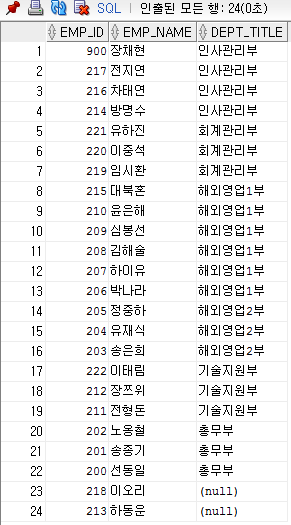 SQL | 인출된 모든 행: 24(0초)
EMP_ID EMP_NAME DEPT_TITLE
1 900 장채현 인사관리부
2 217 전지연 인사관리부
3 216 차태연 인사관리부
4 214 방명수 인사관리부
5 221 유하진 회계관리부
6 220 이중석 회계관리부
7 219 임시환 회계관리부
8 215 대북혼 해외영업1부
9 210 윤은해 해외영업1부
10 209 심봉선 해외영업1부
11 208 김해술 해외영업1부
12 207 하이유 해외영업1부
13 206 박나라 해외영업1부
14 205 정중하 해외영업2부
15 204 유재식 해외영업2부
16 203 송은희 해외영업2부
17 222 이태림 기술지원부
18 212 장쯔위 기술지원부
19 211 전형돈 기술지원부
20 202 노옹철 총무부
21 201 송종기 총무부
22 200 선동일 총무부
23 218 이오리 (null)
24 213 하동운 (null)